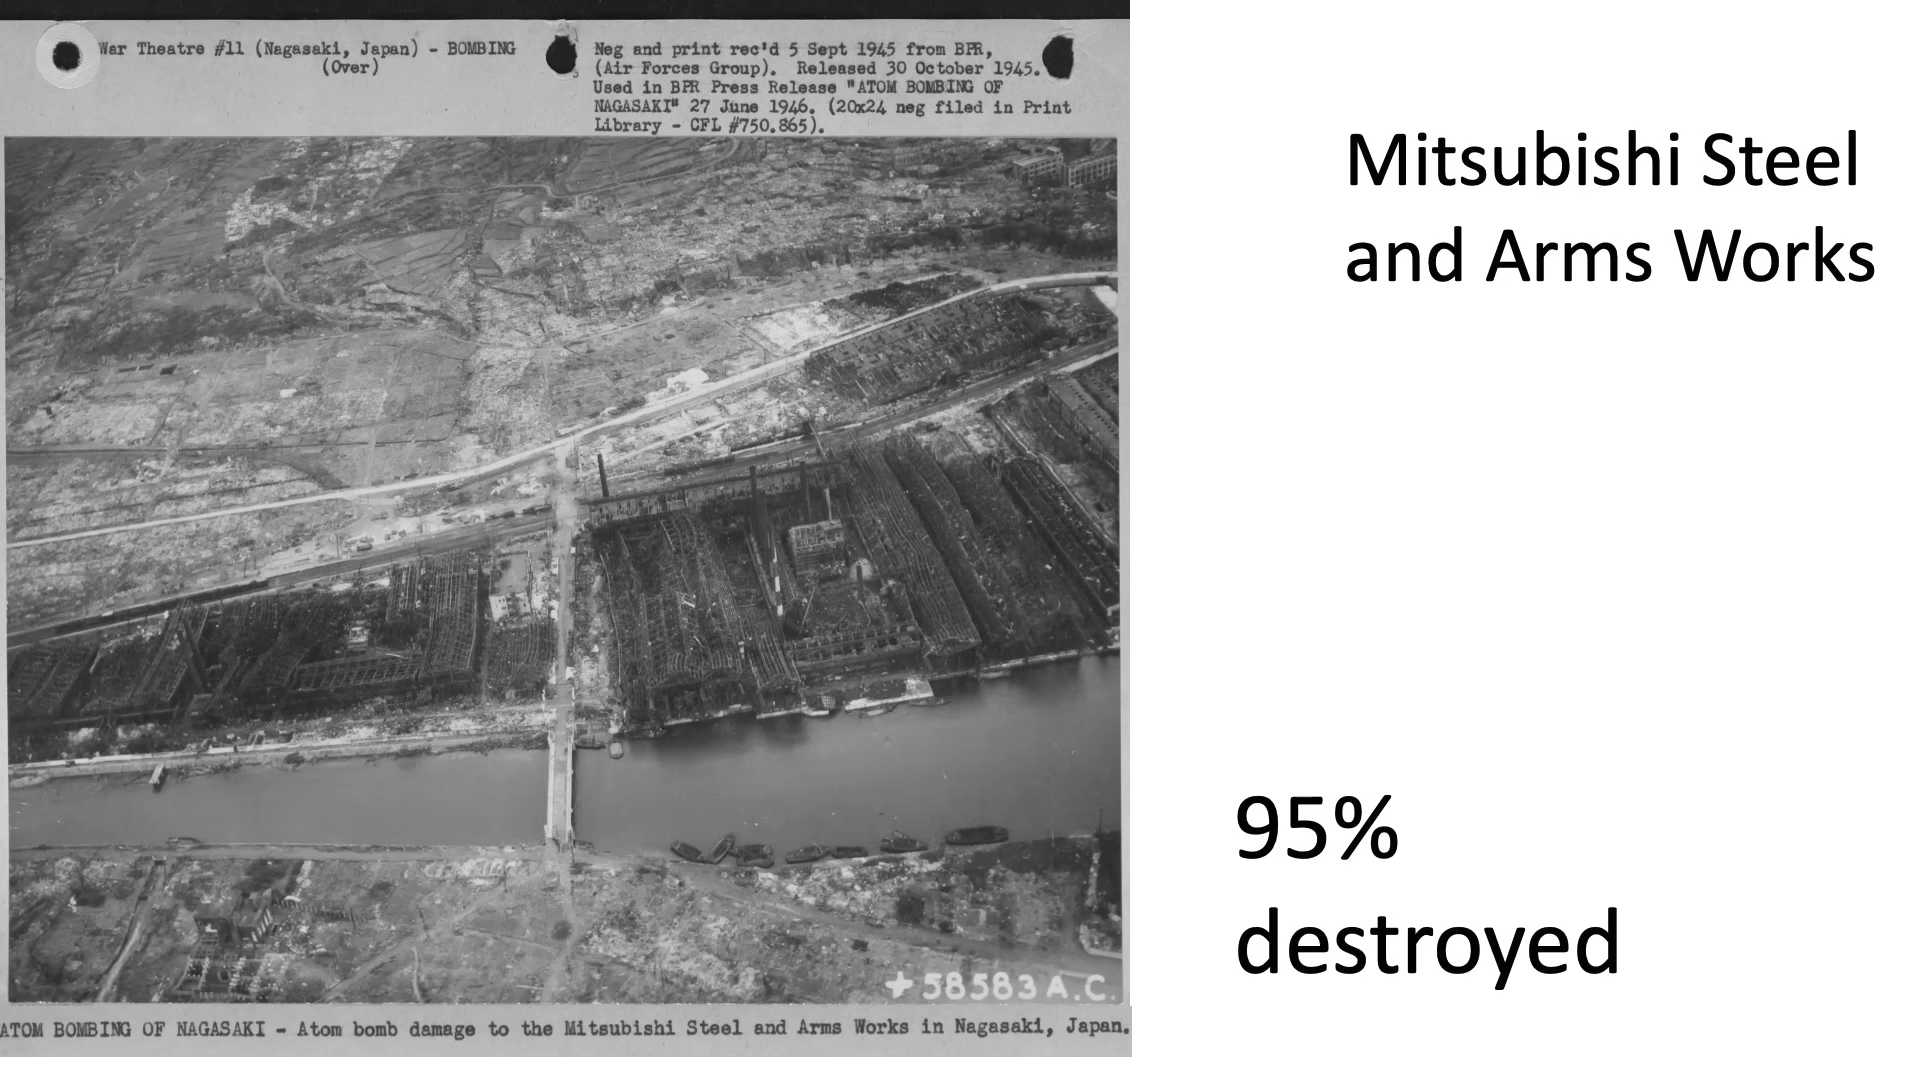 War Theatre #11 (Nagasaki, Japan) - BOMBING
(Over)
Neg and print rec'd 5 Sept 1945 from BPR,
(Air Forces Group). Released 30 October 1945.
Used in BPR Press Release "ATOM BOMBING OF
NAGASAKI" 27 June 1946. (20x24 neg filed in Print
Library - CFL #750.865).
Mitsubishi Steel
and Arms Works
95%
destroyed
58583 A.C.
ATOM BOMBING OF NAGASAKI - Atom bomb damage to the Mitsubishi Steel and Arms Works in Nagasaki, Japan.